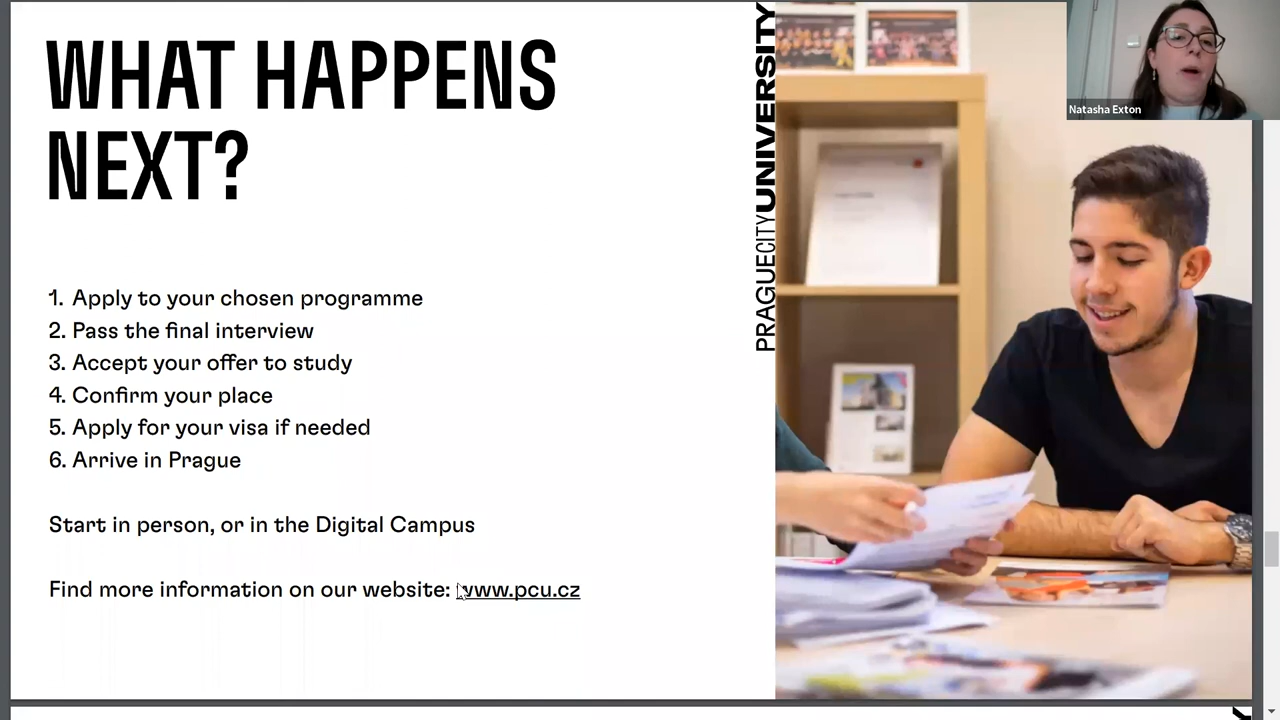 WHAT HAPPENS
NEXT?
1. Apply to your chosen programme
2. Pass the final interview
3. Accept your offer to study
4. Confirm your place
5. Apply for your visa if needed
6. Arrive in Prague
Start in person, or in the Digital Campus
Find more information on our website: www.pcu.cz
PRAGUECITYUNIVERSITY
Natasha Exton